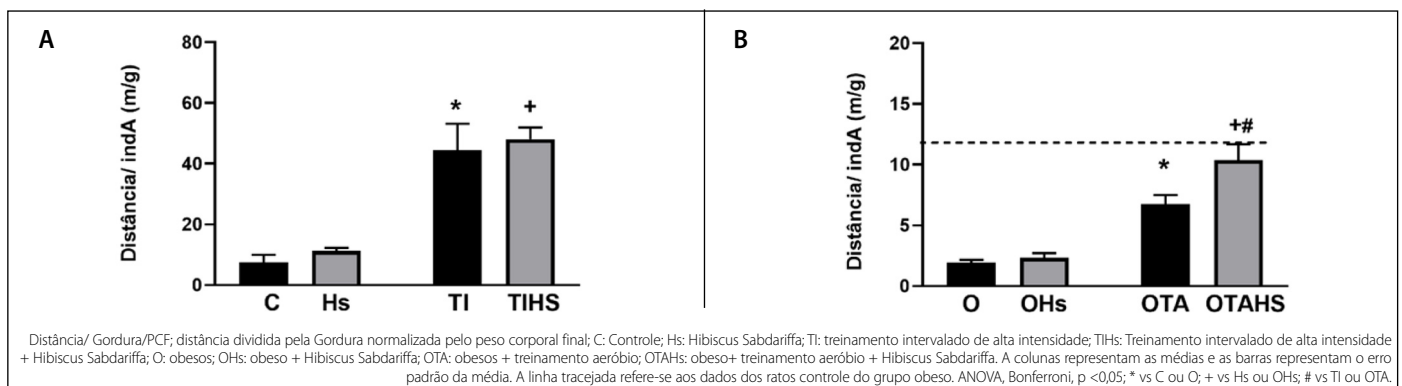 A
Distância/ indA (m/g)
80
60
40
20
0
*
+
C Hs TI TIHS
B
Distância/ indA (m/g)
20
15
10
5
0
*
+#
O OHs OTA OTAHS
Distância/ Gordura/PCF; distância dividida pela Gordura normalizada pelo peso corporal final; C: Controle; Hs: Hibiscus Sabdariffa; TI: treinamento intervalado de alta intensidade; TIHs: Treinamento intervalado de alta intensidade
+ Hibiscus Sabdariffa; O: obesos; OHs: obeso + Hibiscus Sabdariffa; OTA: obesos + treinamento aeróbio; OTAHs: obeso+ treinamento aeróbio + Hibiscus Sabdariffa. A colunas representam as médias e as barras representam o erro
padrão da média. A linha tracejada refere-se aos dados dos ratos controle do grupo obeso. ANOVA, Bonferroni, p <0,05; * vs C ou O; + vs Hs ou OHs; # vs TI ou OTA.